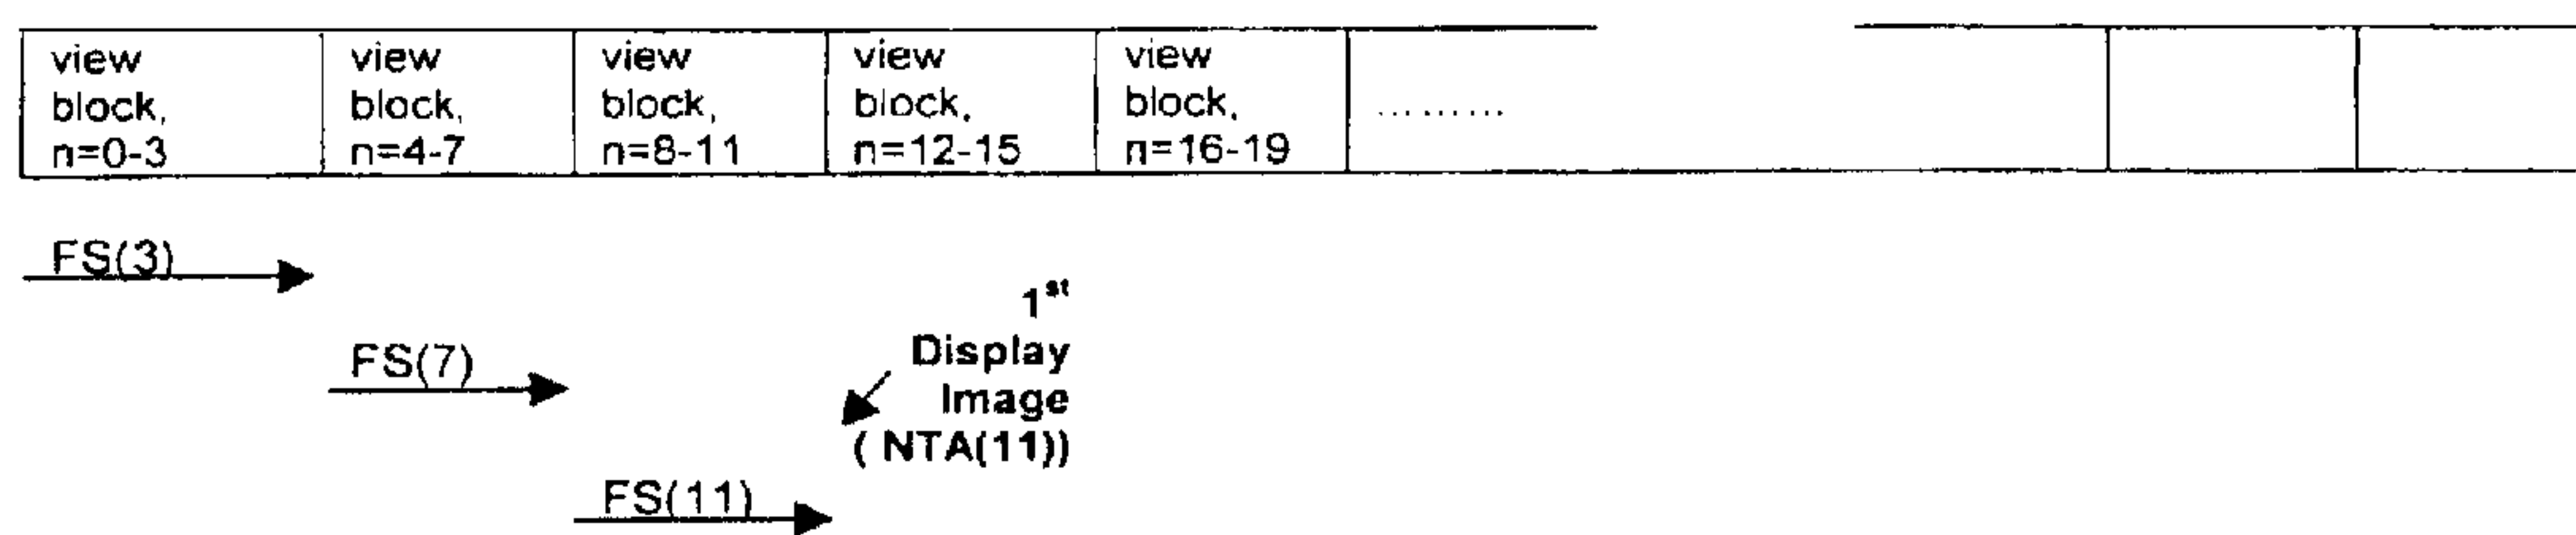 view block, n=0-3
view block, n=4-7
view block, n=8-11
view block, n=12-15
view block, n=16-19
.........
FS(3)
FS(7)
1st
Display
Image
( NTA(11))
FS(11)